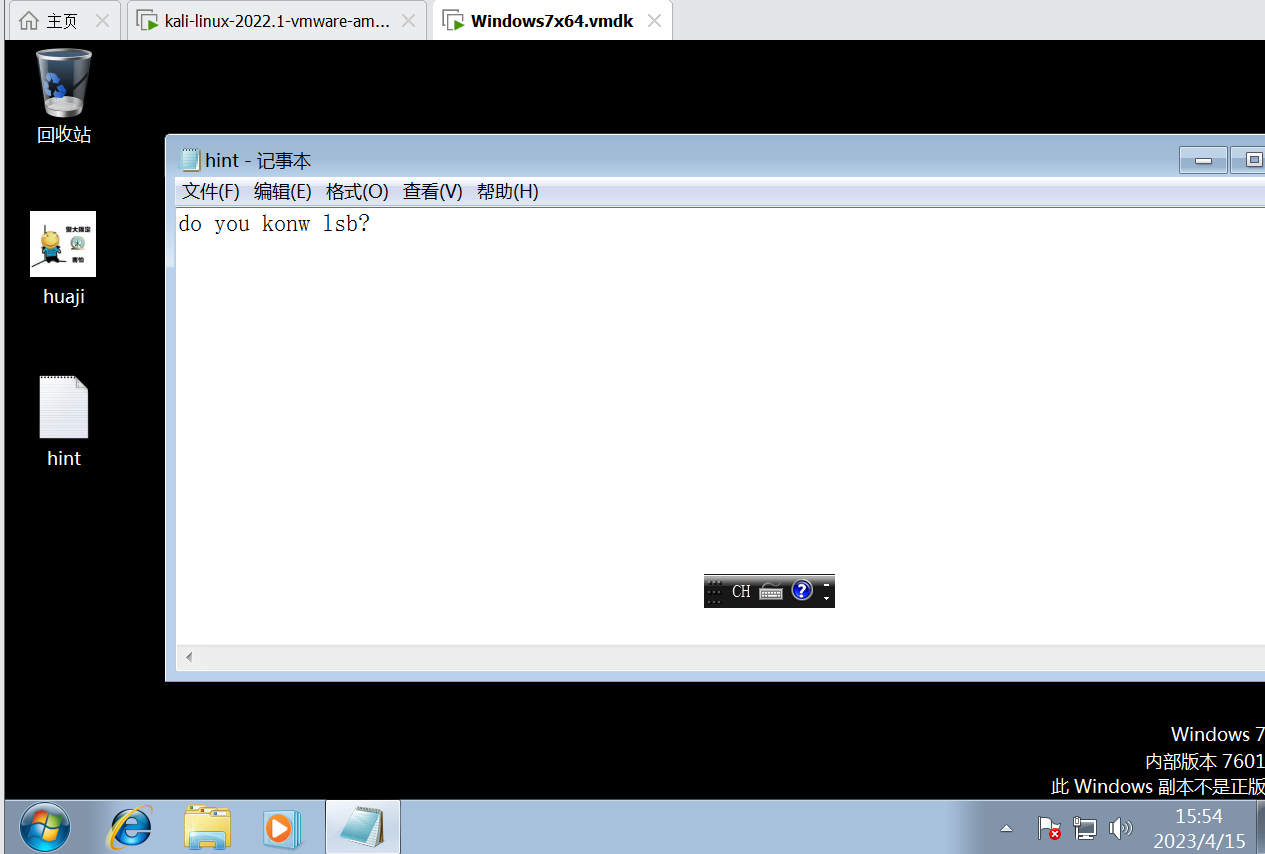 主页
kali-linux-2022.1-vmware-am...
Windows7x64.vmdk
回收站
hint - 记事本
文件(F) 编辑(E) 格式(O) 查看(V) 帮助(H)
do you konw lsb?
huaji
hint
CH
Windows 7
内部版本 7601
此 Windows 副本不是正版
15:54
2023/4/15